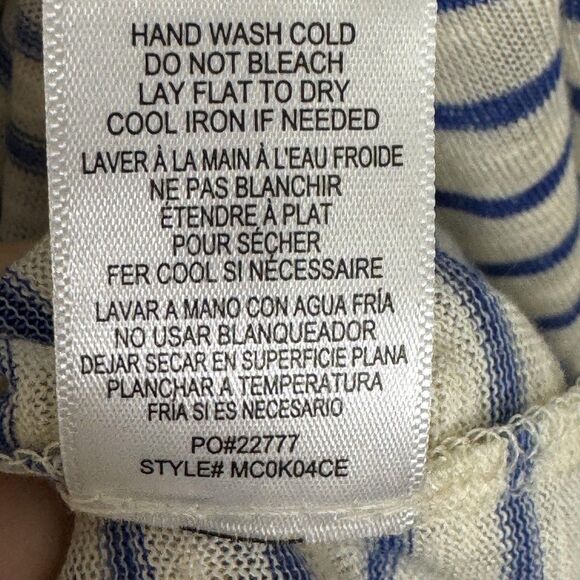 HAND WASH COLD
DO NOT BLEACH
LAY FLAT TO DRY
COOL IRON IF NEEDED
LAVER À LA MAIN À L'EAU FROIDE
NE PAS BLANCHIR
ÉTENDRE À PLAT
POUR SÉCHER
FER COOL SI NÉCESSAIRE
LAVAR A MANO CON AGUA FRÍA
NO USAR BLANQUEADOR
DEJAR SECAR EN SUPERFICIE PLANA
PLANCHAR A TEMPERATURA
FRÍA SI ES NECESARIO
PO#22777
STYLE# MC0K04CE